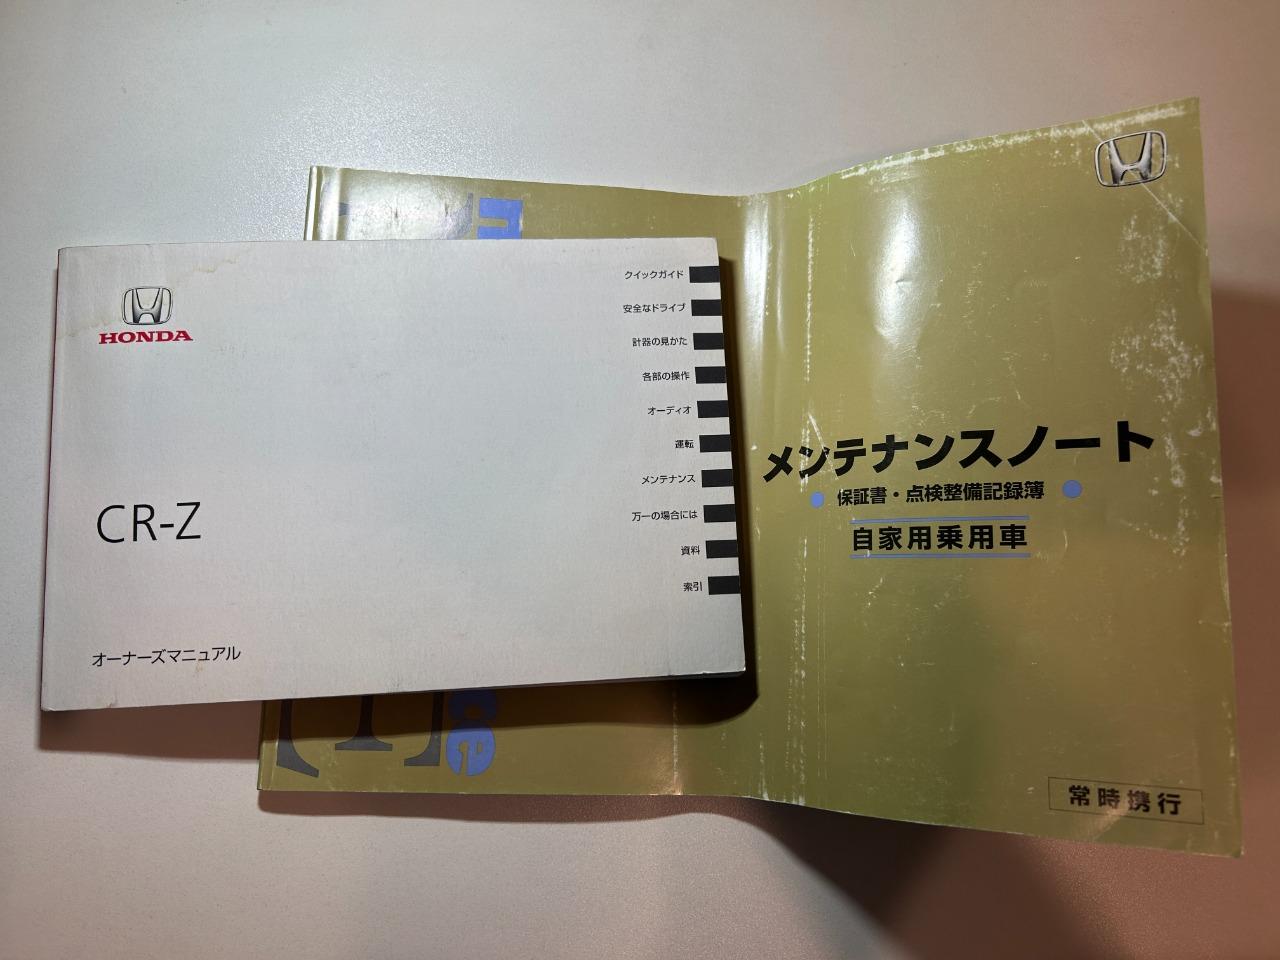 HONDA
CR-Z
オーナーズマニュアル
クイックガイド
安全なドライブ
計器の見かた
各部の操作
オーディオ
運転
メンテナンス
万一の場合には
資料
索引
メンテナンスノート
保証書・点検整備記録簿
自家用乗用車
常時携行
ce